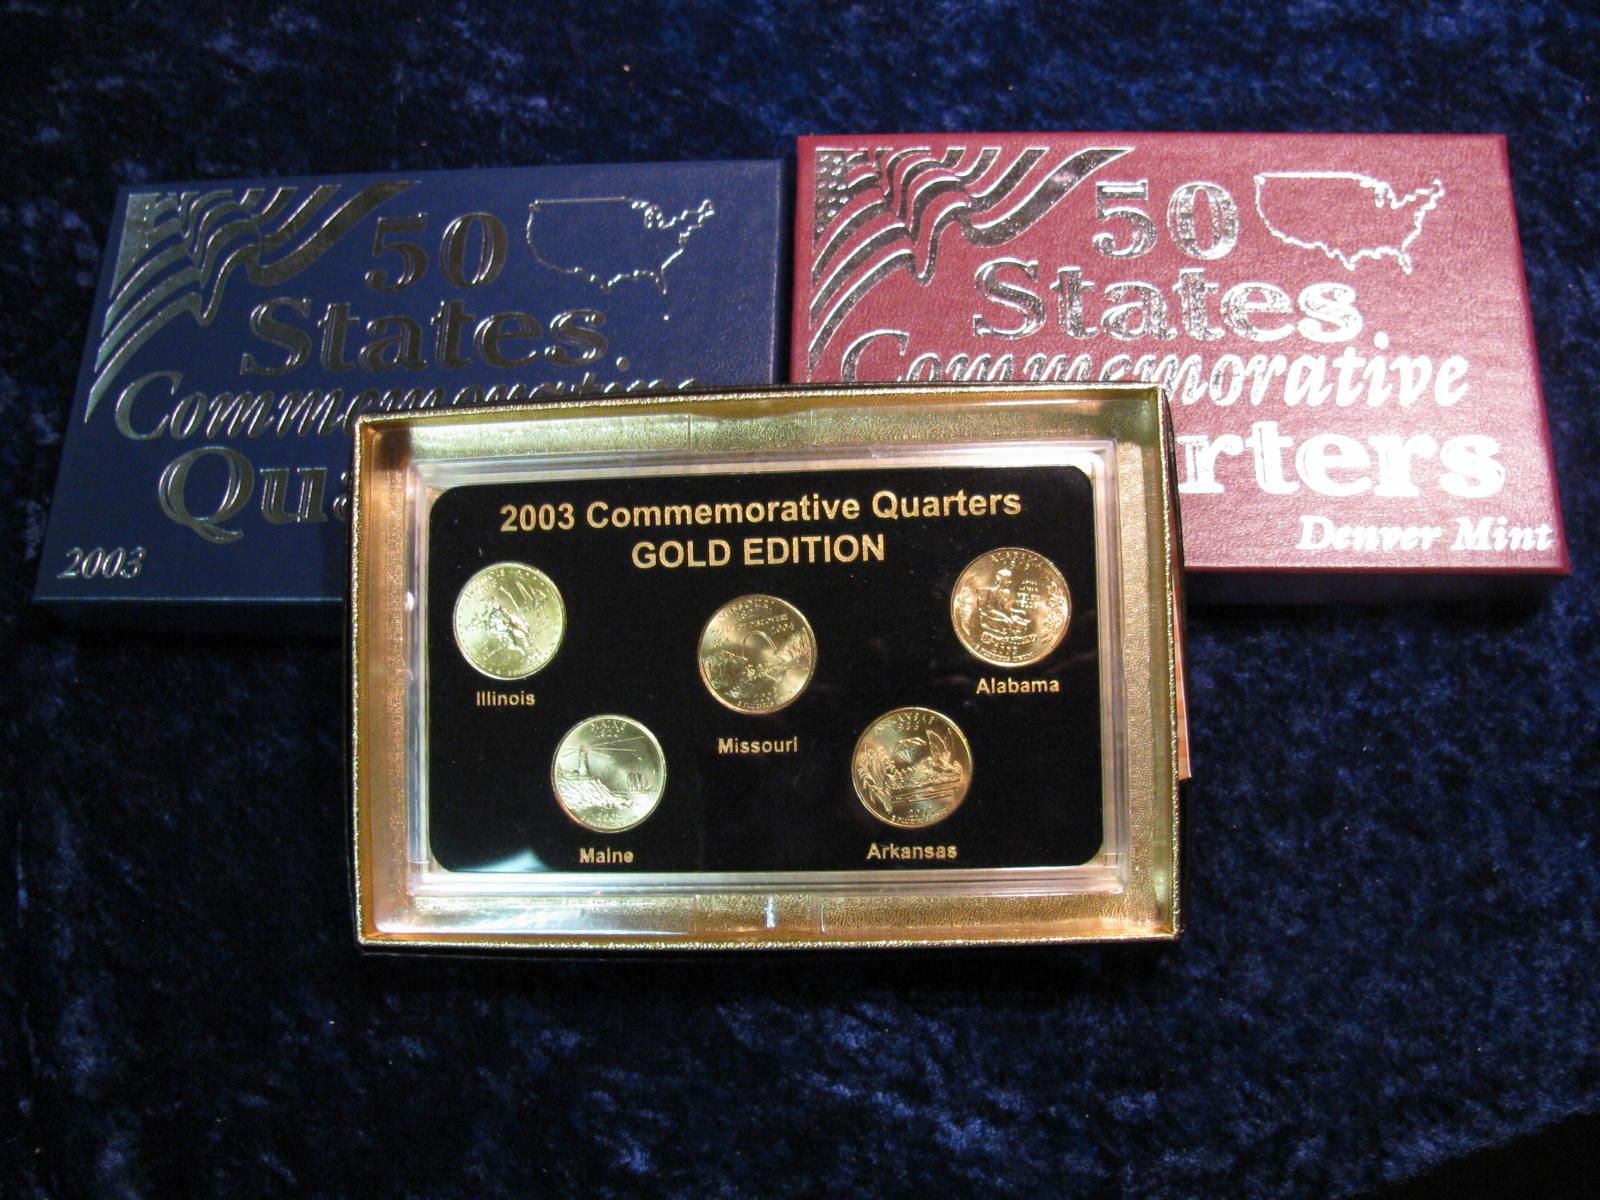 50
States
Commemorative
2003
50
States
Commemorative
rters
Denver Mint
2003 Commemorative Quarters
GOLD EDITION
Illinois
Missouri
Alabama
Maine
Arkansas